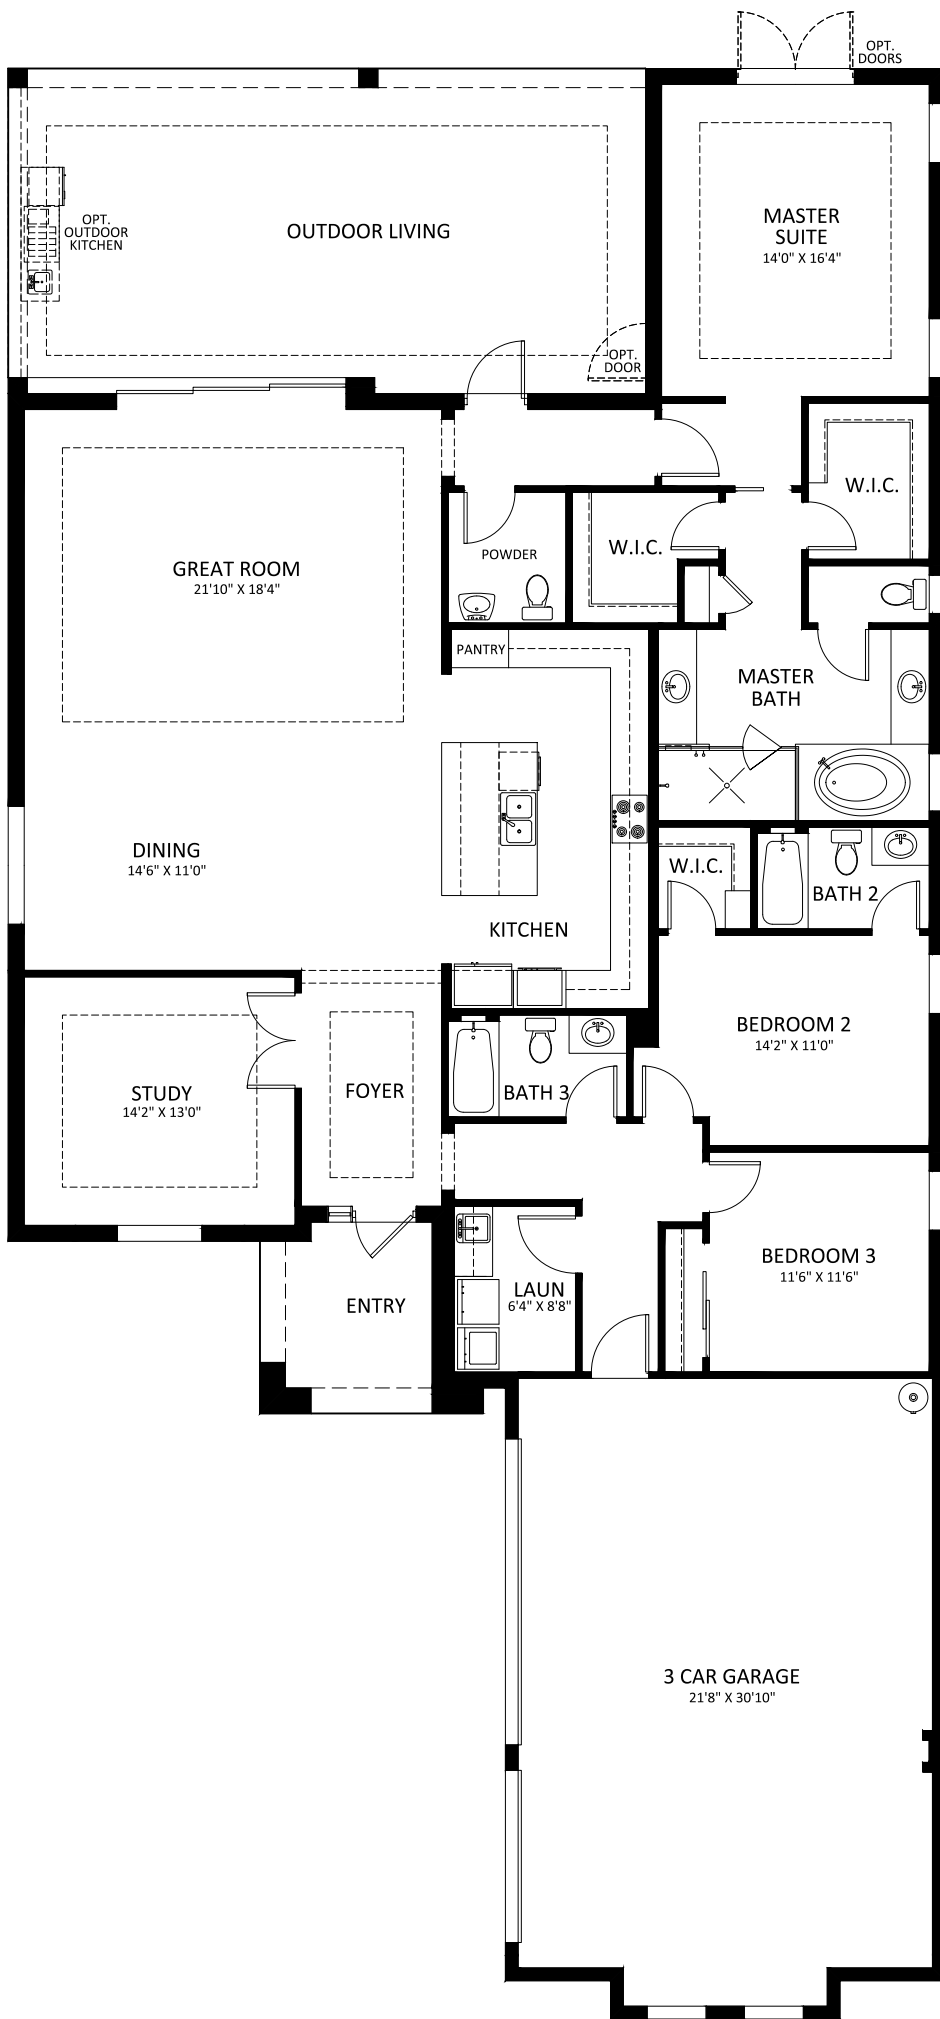 OPT.
DOORS
OPT.
OUTDOOR
KITCHEN
OUTDOOR LIVING
MASTER
SUITE
14'0" X 16'4"
OPT.
DOOR
W.I.C.
GREAT ROOM
21'10" X 18'4"
POWDER
W.I.C.
PANTRY
MASTER
BATH
DINING
14'6" X 11'0"
W.I.C.
BATH 2
KITCHEN
BEDROOM 2
14'2" X 11'0"
STUDY
14'2" X 13'0"
FOYER
BATH 3
BEDROOM 3
11'6" X 11'6"
ENTRY
LAUN
6'4" X 8'8"
3 CAR GARAGE
21'8" X 30'10"